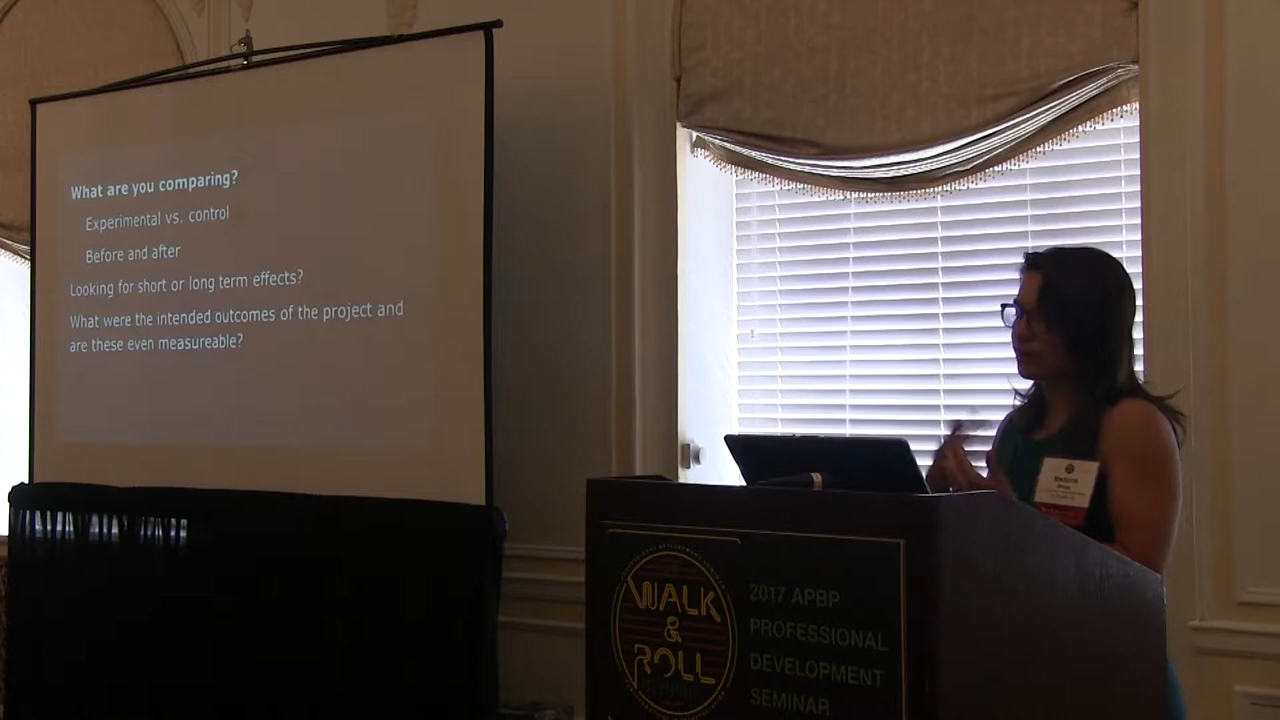 What are you comparing?
Experimental vs. control
Before and after
Looking for short or long term effects?
What were the intended outcomes of the project and
are these even measureable?
WALK
&
ROLL
2017 APBP
PROFESSIONAL
DEVELOPMENT
SEMINAR